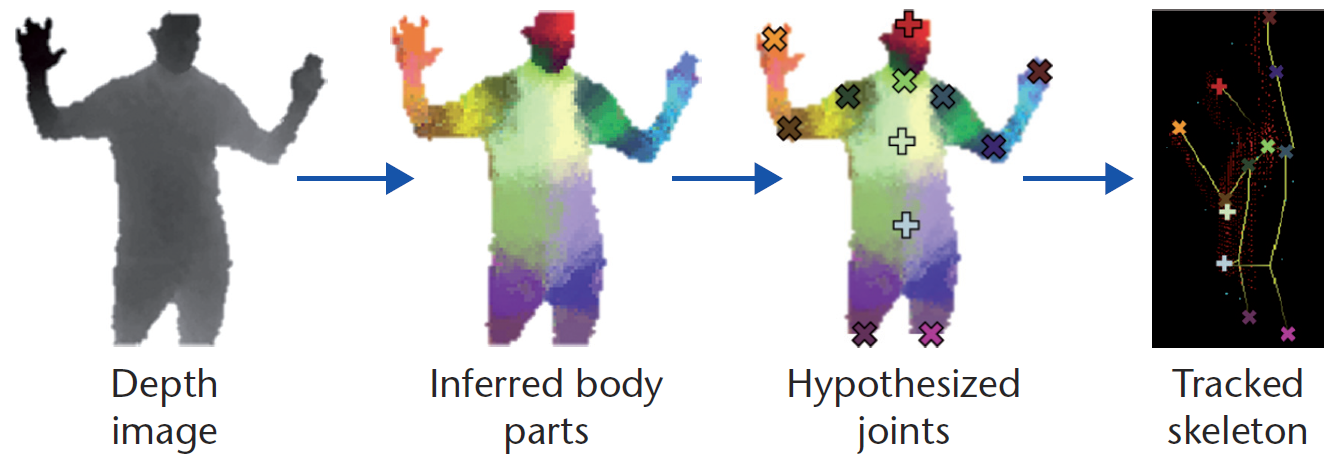 Depth
image
Inferred body
parts
Hypothesized
joints
Tracked
skeleton